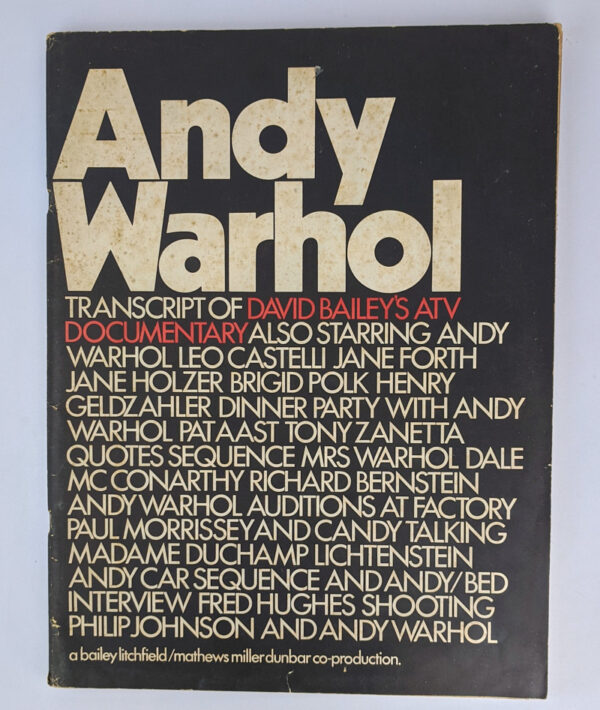 Andy
Warhol
TRANSCRIPT OF DAVID BAILEY'S ATV
DOCUMENTARY ALSO STARRING ANDY
WARHOL LEO CASTELLI JANE FORTH
JANE HOLZER BRIGID POLK HENRY
GELDZAHLER DINNER PARTY WITH ANDY
WARHOL PAT AAST TONY ZANETTA
QUOTES SEQUENCE MRS WARHOL DALE
MC CONARTHY RICHARD BERNSTEIN
ANDY WARHOL AUDITIONS AT FACTORY
PAUL MORRISSEY AND CANDY TALKING
MADAME DUCHAMP LICHTENSTEIN
ANDY CAR SEQUENCE AND ANDY/BED
INTERVIEW FRED HUGHES SHOOTING
PHILIP JOHNSON AND ANDY WARHOL
a bailey litchfield/mathews miller dunbar co-production.